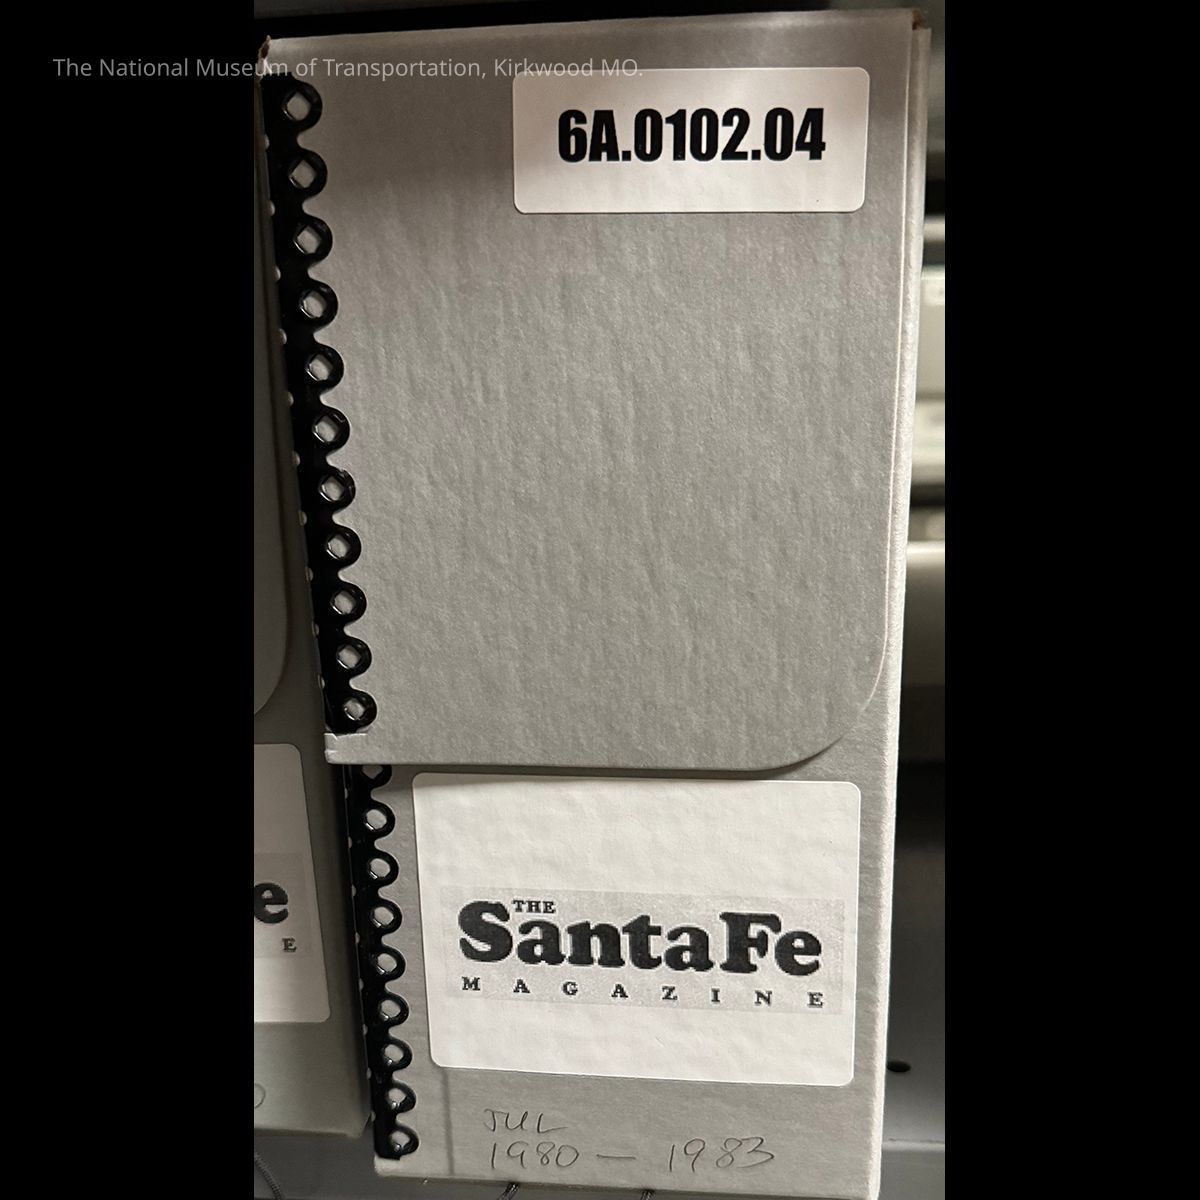 The National Museum of Transportation, Kirkwood MO.
6A.0102.04
THE
Santa Fe
MAGAZINE
JUL
1980 — 1983
e
E